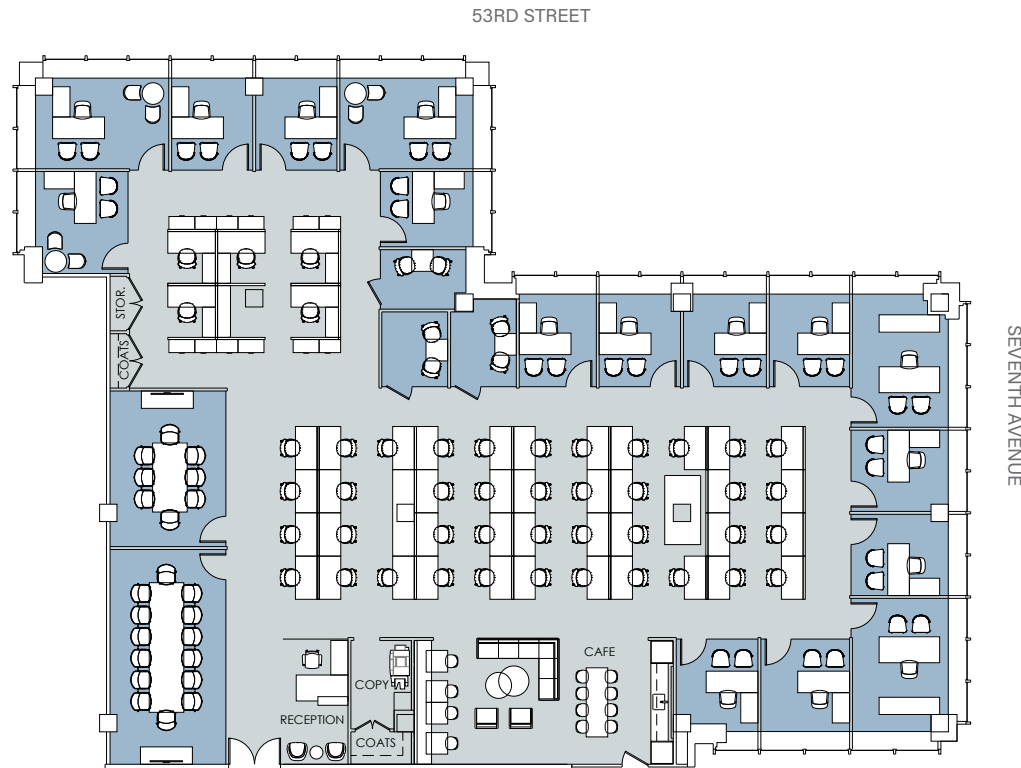 53RD STREET
STOR.
COATS
SEVENTH AVENUE
CAFE
COPY
RECEPTION
COATS